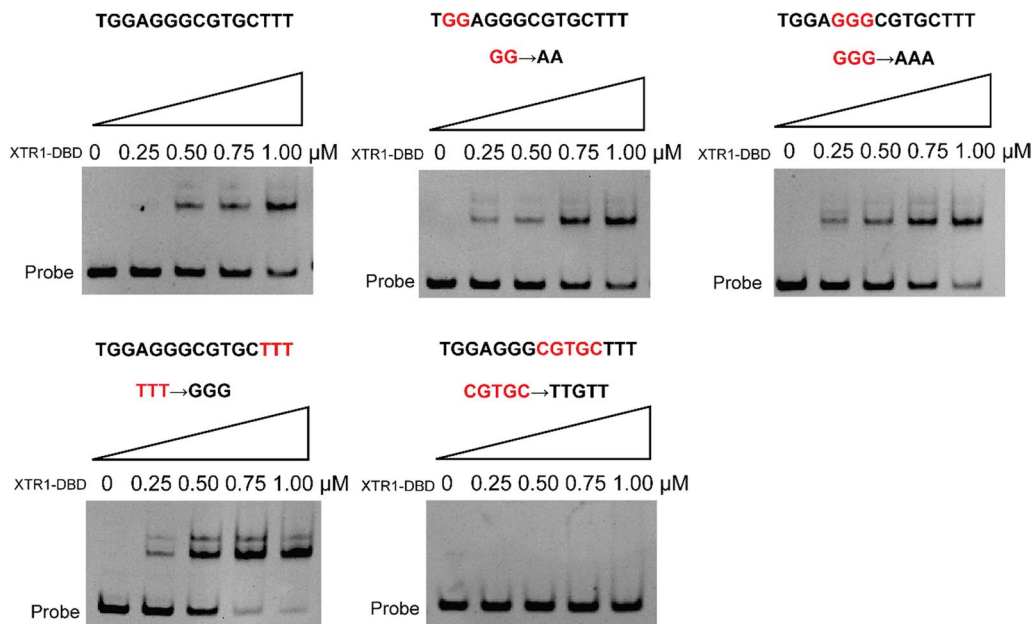 TGGAGGGCGTGCTTT
XTR1-DBD 0 0.25 0.50 0.75 1.00 μM
Probe
TGGAGGGCGTGCTTT
GG→AA
XTR1-DBD 0 0.25 0.50 0.75 1.00 μM
Probe
TGGAGGGCGTGCTTT
GGG→AAA
XTR1-DBD 0 0.25 0.50 0.75 1.00 μM
Probe
TGGAGGGCGTGCTTT
TTT→GGG
XTR1-DBD 0 0.25 0.50 0.75 1.00 μM
Probe
TGGAGGGCGTGCTTT
CGTGC→TTGTT
XTR1-DBD 0 0.25 0.50 0.75 1.00 μM
Probe